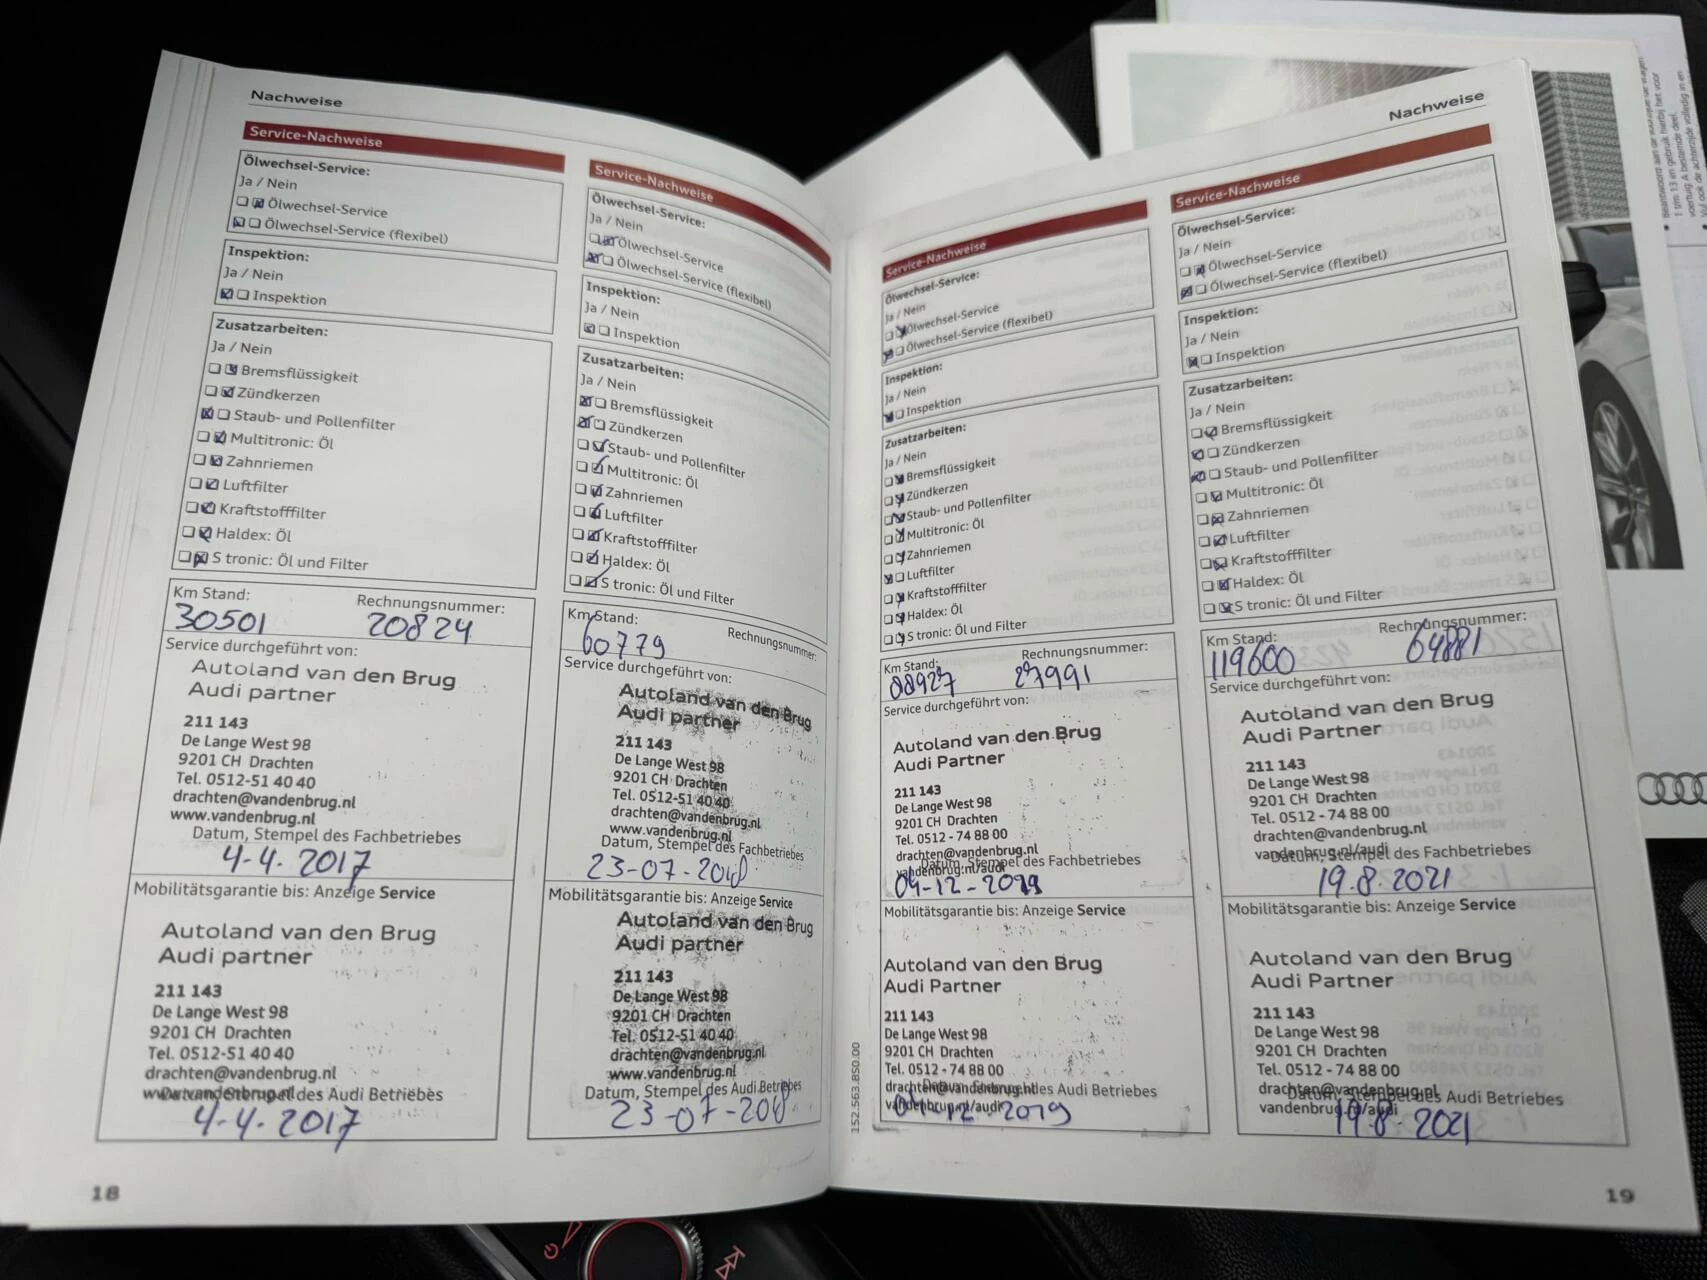 Nachweise
Service-Nachweise
Ölwechsel-Service:
Ja / Nein
Ölwechsel-Service
Ölwechsel-Service (flexibel)
Inspektion:
Ja / Nein
Inspektion
Zusatzarbeiten:
Ja / Nein
Bremsflüssigkeit
Zündkerzen
Staub- und Pollenfilter
Multitronic: Öl
Zahnriemen
Luftfilter
Kraftstofffilter
Haldex: Öl
S tronic: Öl und Filter
Km Stand: Rechnungsnummer:
30501 20824
Service durchgeführt von:
Autoland van den Brug
Audi partner
211 143
De Lange West 98
9201 CH Drachten
Tel. 0512-51 40 40
drachten@vandenbrug.nl
www.vandenbrug.nl
Datum, Stempel des Fachbetriebes
4-4-2017
Mobilitätsgarantie bis: Anzeige Service
Autoland van den Brug
Audi partner
211 143
De Lange West 98
9201 CH Drachten
Tel. 0512-51 40 40
drachten@vandenbrug.nl
www.vandenbrug.nl
Datum, Stempel des Audi Betriebes
4-4-2017
18
Service-Nachweise
Ölwechsel-Service:
Ja / Nein
Ölwechsel-Service
Ölwechsel-Service (flexibel)
Inspektion:
Ja / Nein
Inspektion
Zusatzarbeiten:
Ja / Nein
Bremsflüssigkeit
Zündkerzen
Staub- und Pollenfilter
Multitronic: Öl
Zahnriemen
Luftfilter
Kraftstofffilter
Haldex: Öl
S tronic: Öl und Filter
Km Stand: Rechnungsnummer:
60779
Service durchgeführt von:
Autoland van den Brug
Audi partner
211 143
De Lange West 98
9201 CH Drachten
Tel. 0512-51 40 40
drachten@vandenbrug.nl
www.vandenbrug.nl
Datum, Stempel des Fachbetriebes
23-07-2018
Mobilitätsgarantie bis: Anzeige Service
Autoland van den Brug
Audi partner
211 143
De Lange West 98
9201 CH Drachten
Tel. 0512-51 40 40
drachten@vandenbrug.nl
www.vandenbrug.nl
Datum, Stempel des Audi Betriebes
23-07-2018
Nachweise
Service-Nachweise
Ölwechsel-Service:
Ja / Nein
Ölwechsel-Service
Ölwechsel-Service (flexibel)
Inspektion:
Ja / Nein
Inspektion
Zusatzarbeiten:
Ja / Nein
Bremsflüssigkeit
Zündkerzen
Staub- und Pollenfilter
Multitronic: Öl
Zahnriemen
Luftfilter
Kraftstofffilter
Haldex: Öl
S tronic: Öl und Filter
Km Stand: Rechnungsnummer:
88927 27991
Service durchgeführt von:
Autoland van den Brug
Audi Partner
211 143
De Lange West 98
9201 CH Drachten
Tel. 0512 - 74 88 00
drachten@vandenbrug.nl
vandenbrug.nl/audi
Datum, Stempel des Fachbetriebes
04-12-2019
Mobilitätsgarantie bis: Anzeige Service
Autoland van den Brug
Audi Partner
211 143
De Lange West 98
9201 CH Drachten
Tel. 0512 - 74 88 00
drachten@vandenbrug.nl
vandenbrug.nl/audi
Datum, Stempel des Audi Betriebes
04-12-2019
152.563.850.00
Service-Nachweise
Ölwechsel-Service:
Ja / Nein
Ölwechsel-Service
Ölwechsel-Service (flexibel)
Inspektion:
Ja / Nein
Inspektion
Zusatzarbeiten:
Ja / Nein
Bremsflüssigkeit
Zündkerzen
Staub- und Pollenfilter
Multitronic: Öl
Zahnriemen
Luftfilter
Kraftstofffilter
Haldex: Öl
S tronic: Öl und Filter
Km Stand: Rechnungsnummer:
119600 64881
Service durchgeführt von:
Autoland van den Brug
Audi Partner
211 143
De Lange West 98
9201 CH Drachten
Tel. 0512 - 74 88 00
drachten@vandenbrug.nl
vandenbrug.nl/audi
Datum, Stempel des Fachbetriebes
19.8.2021
Mobilitätsgarantie bis: Anzeige Service
Autoland van den Brug
Audi Partner
211 143
De Lange West 98
9201 CH Drachten
Tel. 0512 - 74 88 00
drachten@vandenbrug.nl
vandenbrug.nl/audi
Datum, Stempel des Audi Betriebes
19.8.2021
19